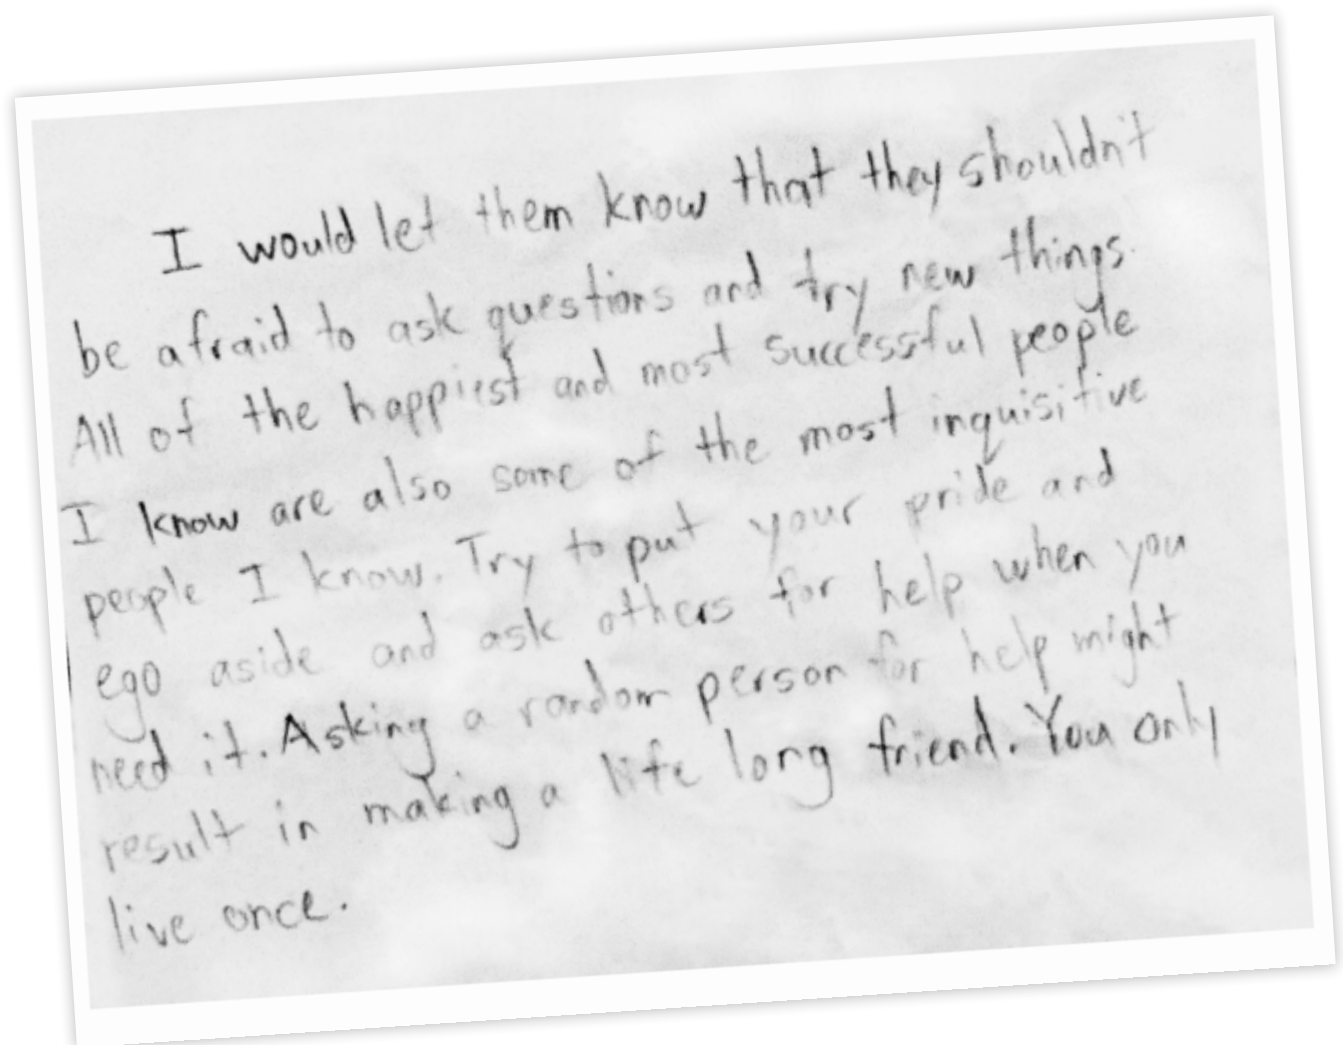 I would let them know that they shouldn't
be afraid to ask questions and try new things.
All of the happiest and most successful people
I know are also some of the most inquisitive
people I know. Try to put your pride and
ego aside and ask others for help when you
need it. Asking a random person for help might
result in making a life long friend. You only
live once.